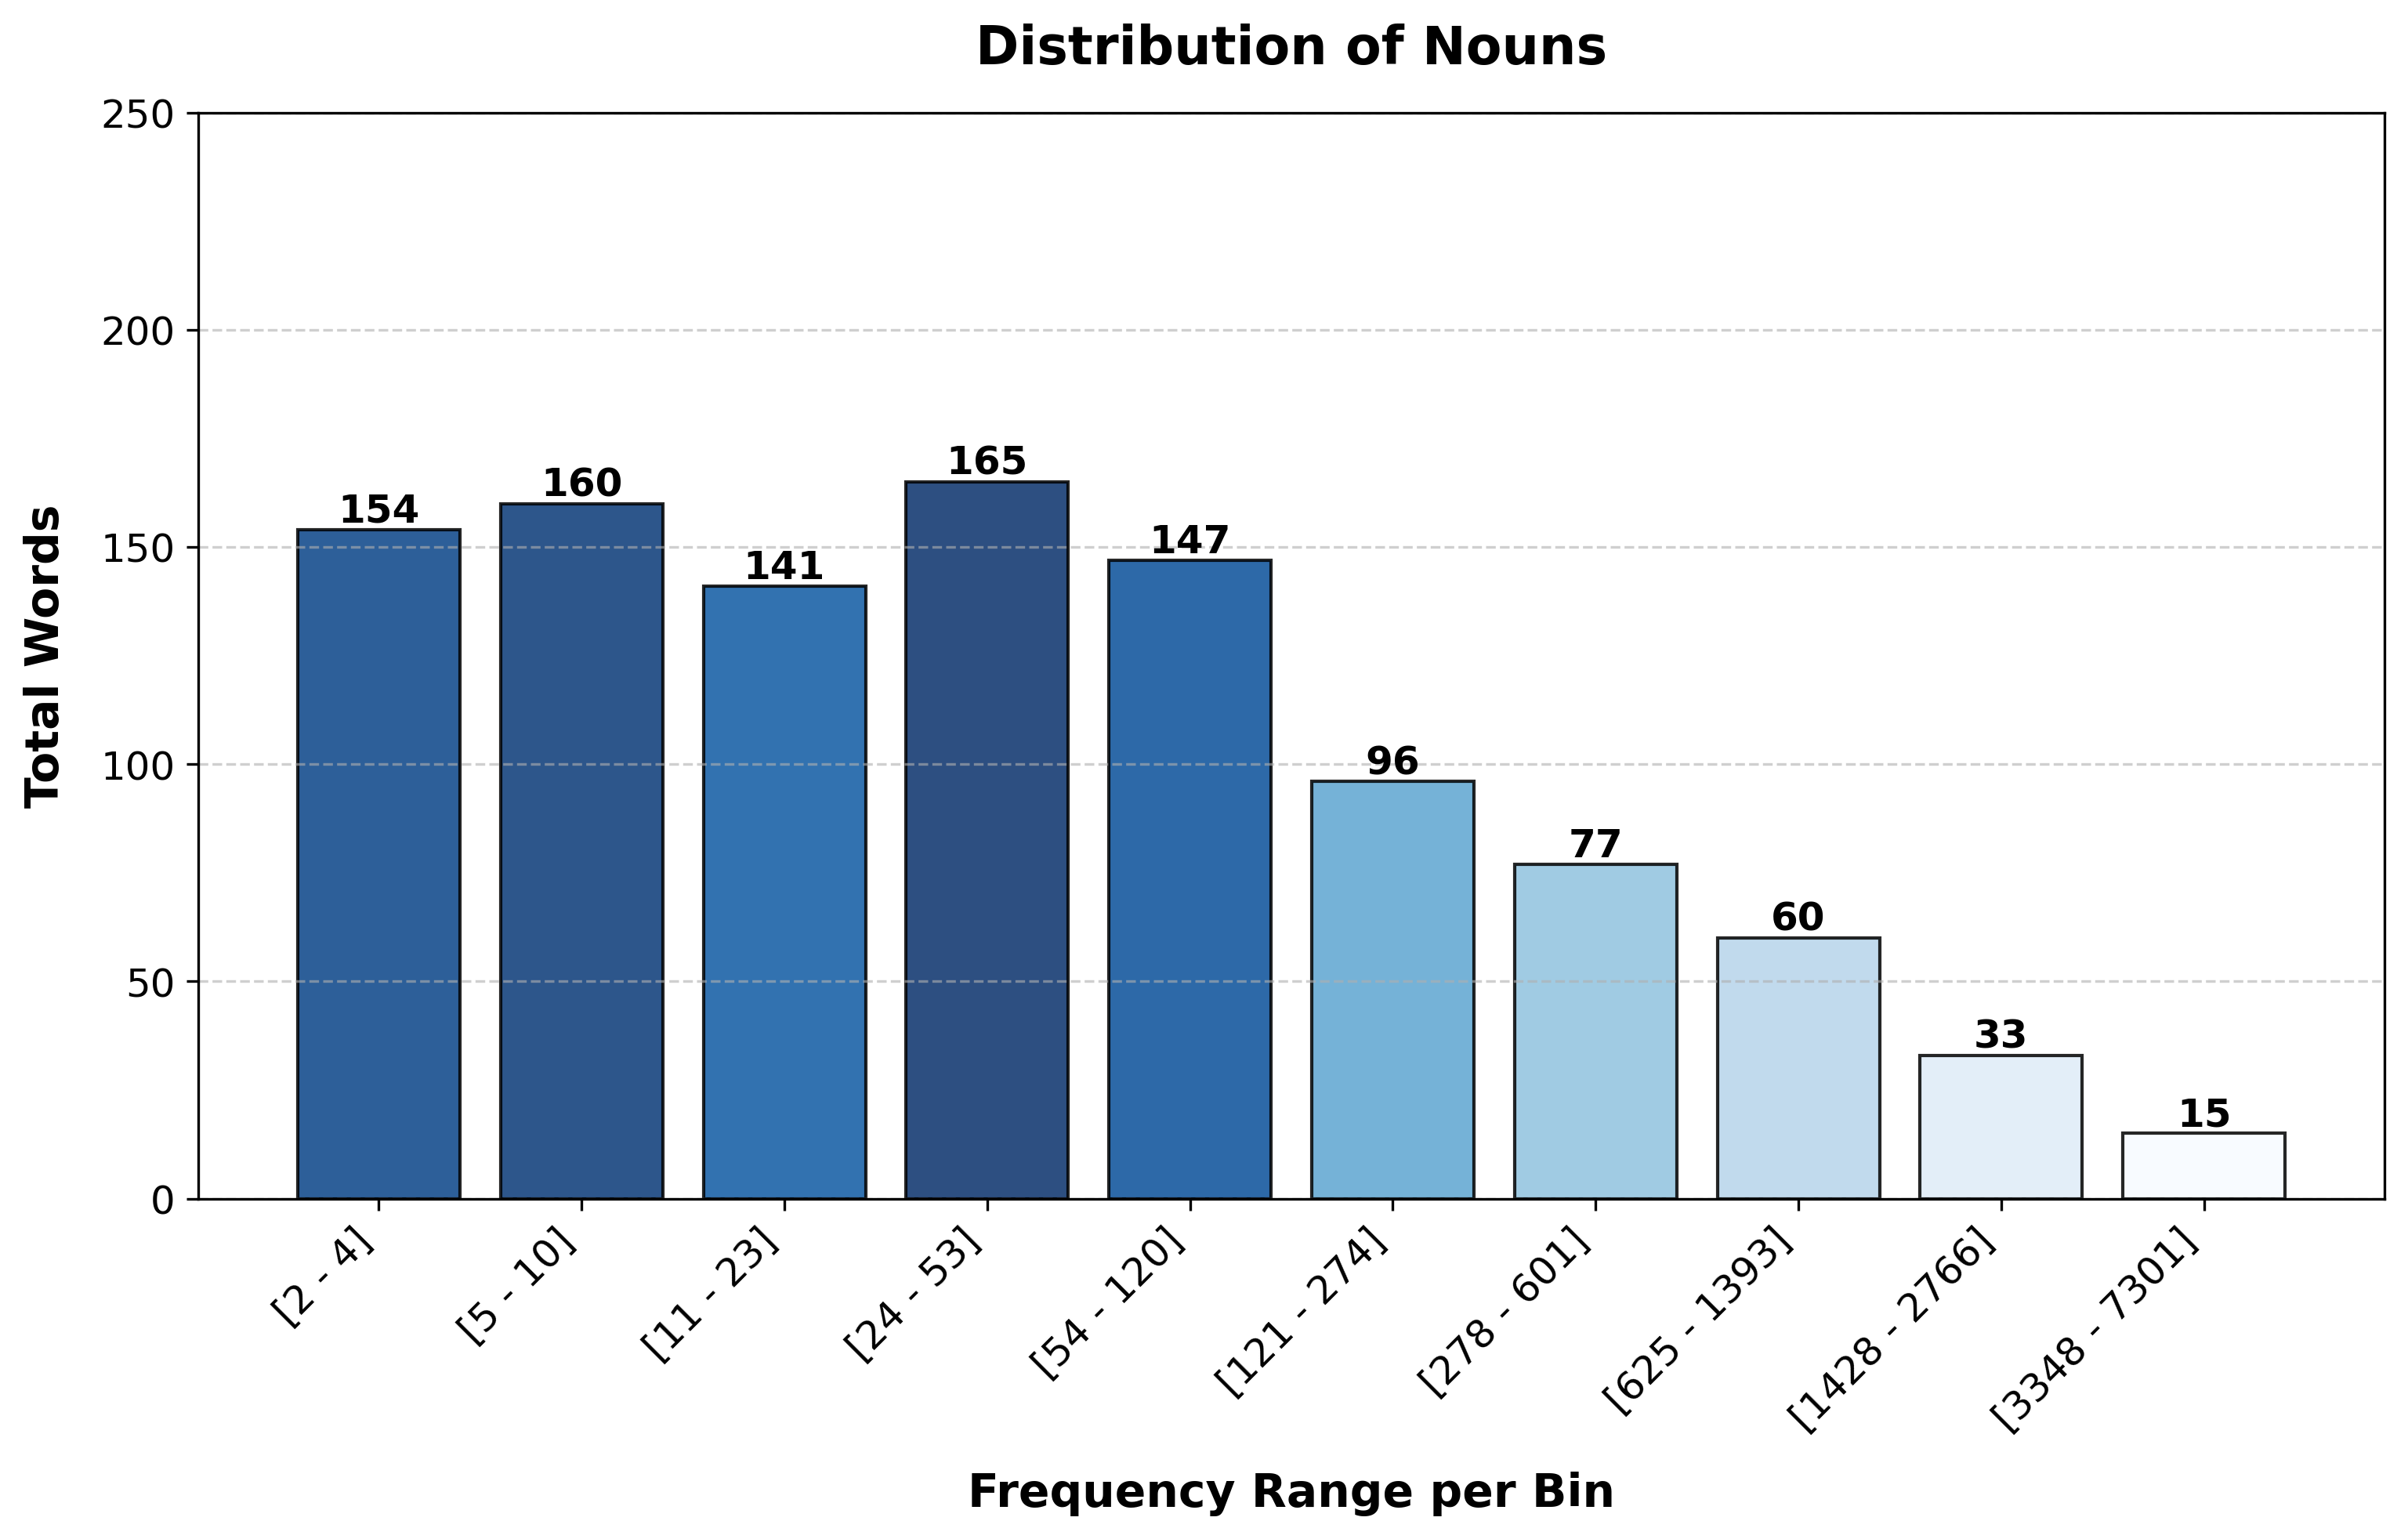 Distribution of Nouns
250
200
150
100
50
0
Total Words
154
160
141
165
147
96
77
60
33
15
[2 - 4]
[5 - 10]
[11 - 23]
[24 - 53]
[54 - 120]
[121 - 274]
[278 - 601]
[625 - 1393]
[1428 - 2766]
[3348 - 7301]
Frequency Range per Bin